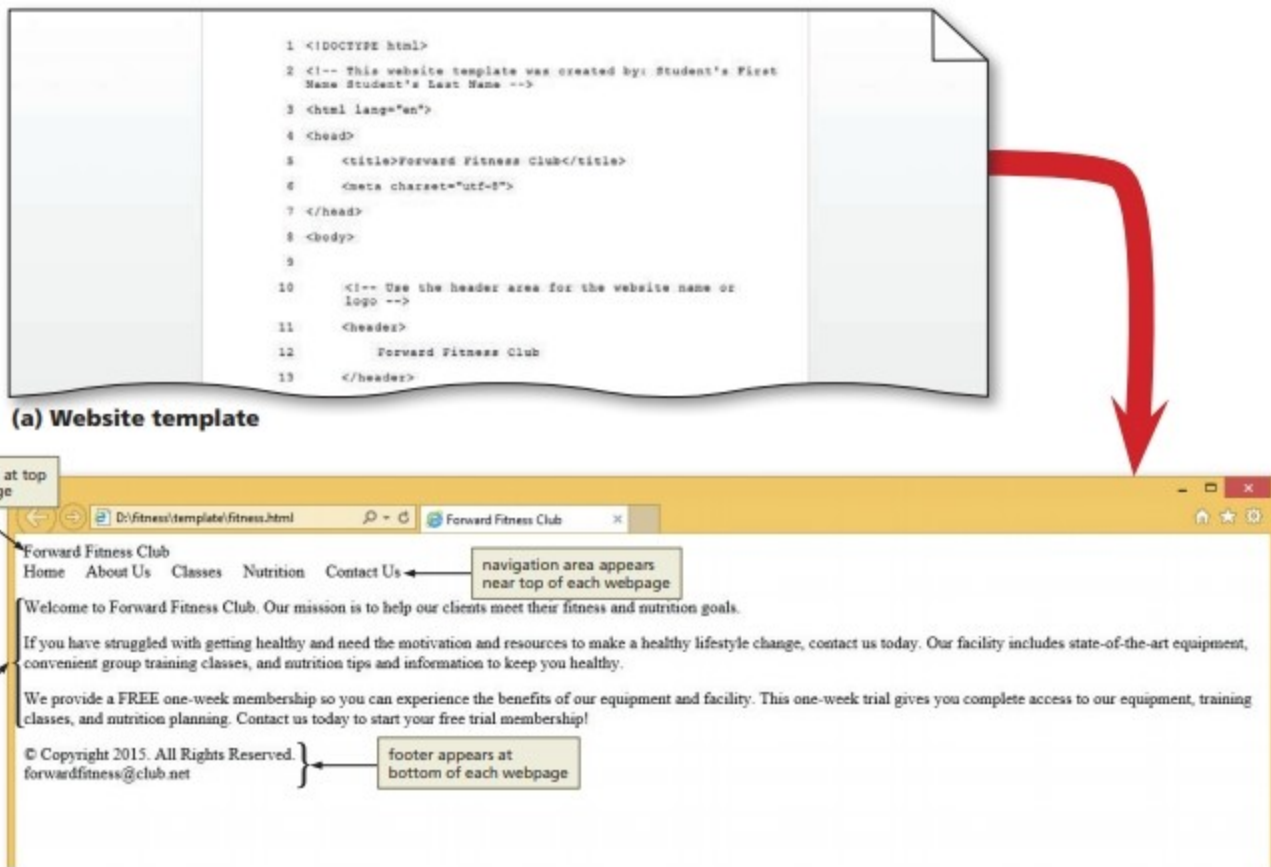 1 <!DOCTYPE html>
2 <!-- This website template was created by: Student's First
Name Student's Last Name -->
3 <html lang="en">
4 <head>
5 <title>Forward Fitness Club</title>
6 <meta charset="utf-8">
7 </head>
8 <body>
9
10 <!-- Use the header area for the website name or
logo -->
11 <header>
12 Forward Fitness Club
13 </header>
(a) Website template
at top
D:\fitness\template\fitness.html
Forward Fitness Club
Forward Fitness Club
Home About Us Classes Nutrition Contact Us
navigation area appears
near top of each webpage
Welcome to Forward Fitness Club. Our mission is to help our clients meet their fitness and nutrition goals.
If you have struggled with getting healthy and need the motivation and resources to make a healthy lifestyle change, contact us today. Our facility includes state-of-the-art equipment,
convenient group training classes, and nutrition tips and information to keep you healthy.
We provide a FREE one-week membership so you can experience the benefits of our equipment and facility. This one-week trial gives you complete access to our equipment, training
classes, and nutrition planning. Contact us today to start your free trial membership!
© Copyright 2015. All Rights Reserved.
forwardfitness@club.net
footer appears at
bottom of each webpage